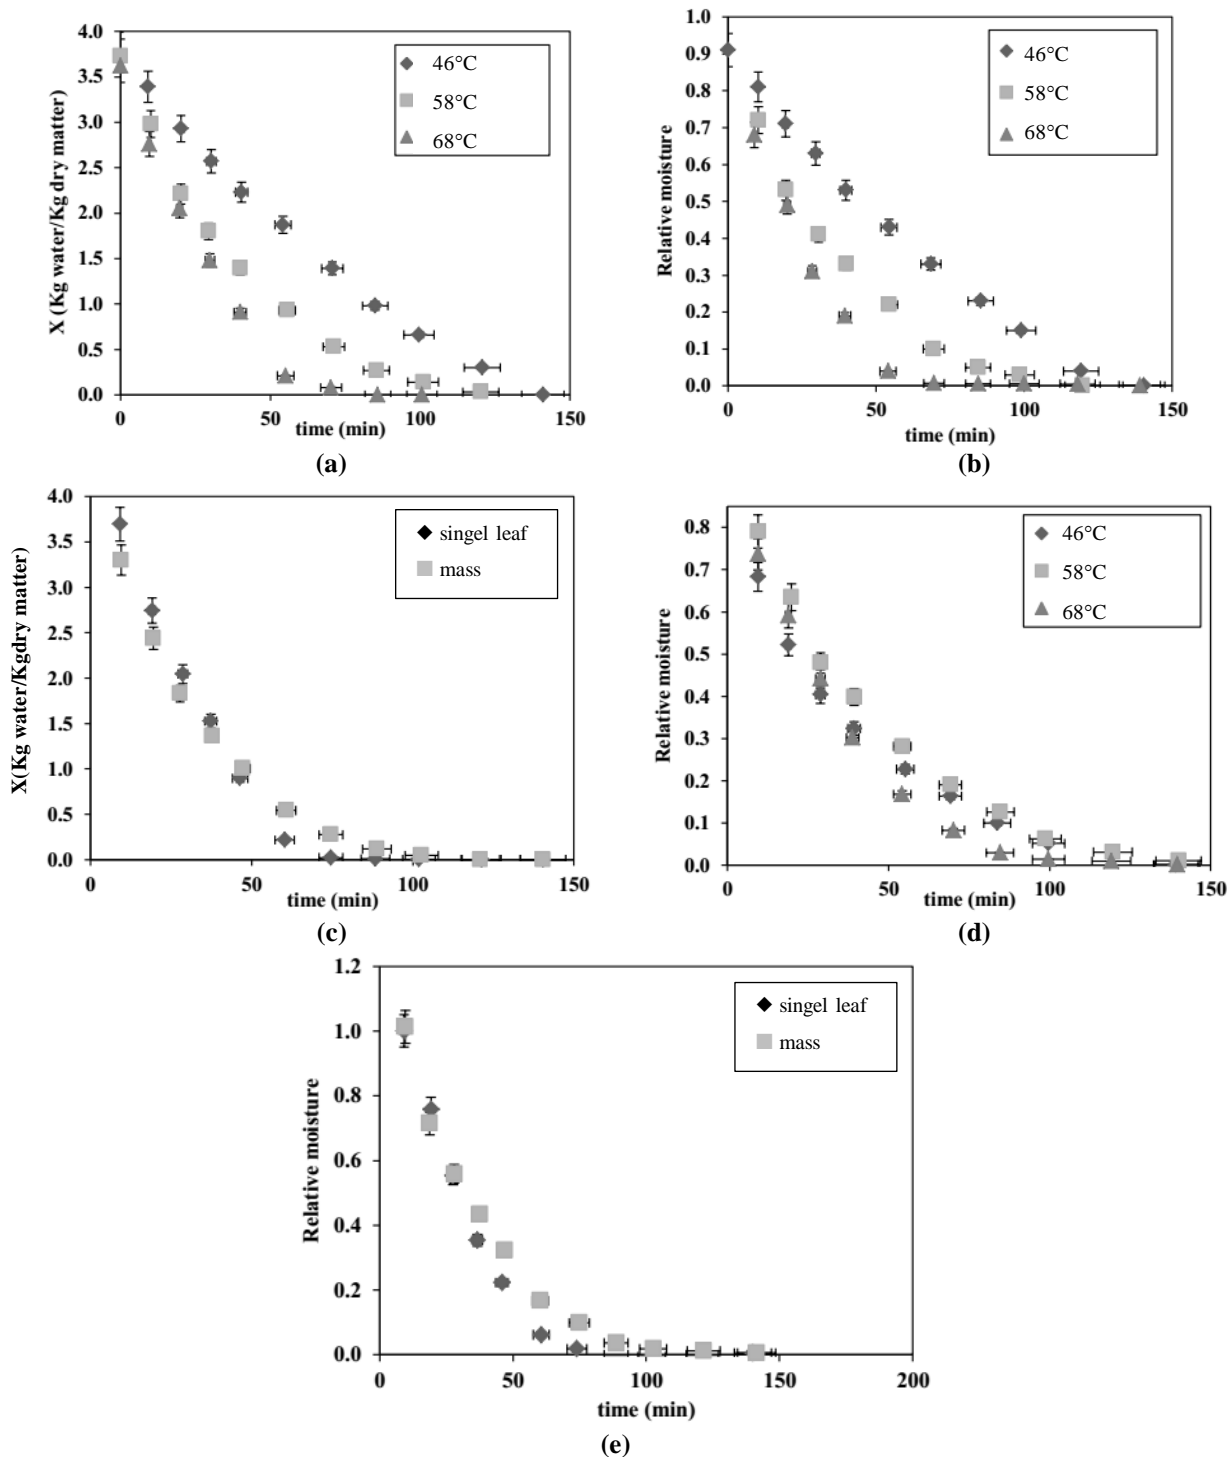 4.0
3.5
3.0
2.5
2.0
1.5
1.0
0.5
0.0
X (Kg water/Kg dry matter)
46°C
58°C
68°C
0 50 100 150
time (min)
(a)
1.0
0.9
0.8
0.7
0.6
0.5
0.4
0.3
0.2
0.1
0.0
Relative moisture
46°C
58°C
68°C
0 50 100 150
time (min)
(b)
4.0
3.5
3.0
2.5
2.0
1.5
1.0
0.5
0.0
X(Kg water/Kgdry matter)
singel leaf
mass
0 50 100 150
time (min)
(c)
0.8
0.7
0.6
0.5
0.4
0.3
0.2
0.1
0.0
Relative moisture
46°C
58°C
68°C
0 50 100 150
time (min)
(d)
1.2
1.0
0.8
0.6
0.4
0.2
0.0
Relative moisture
singel leaf
mass
0 50 100 150 200
time (min)
(e)